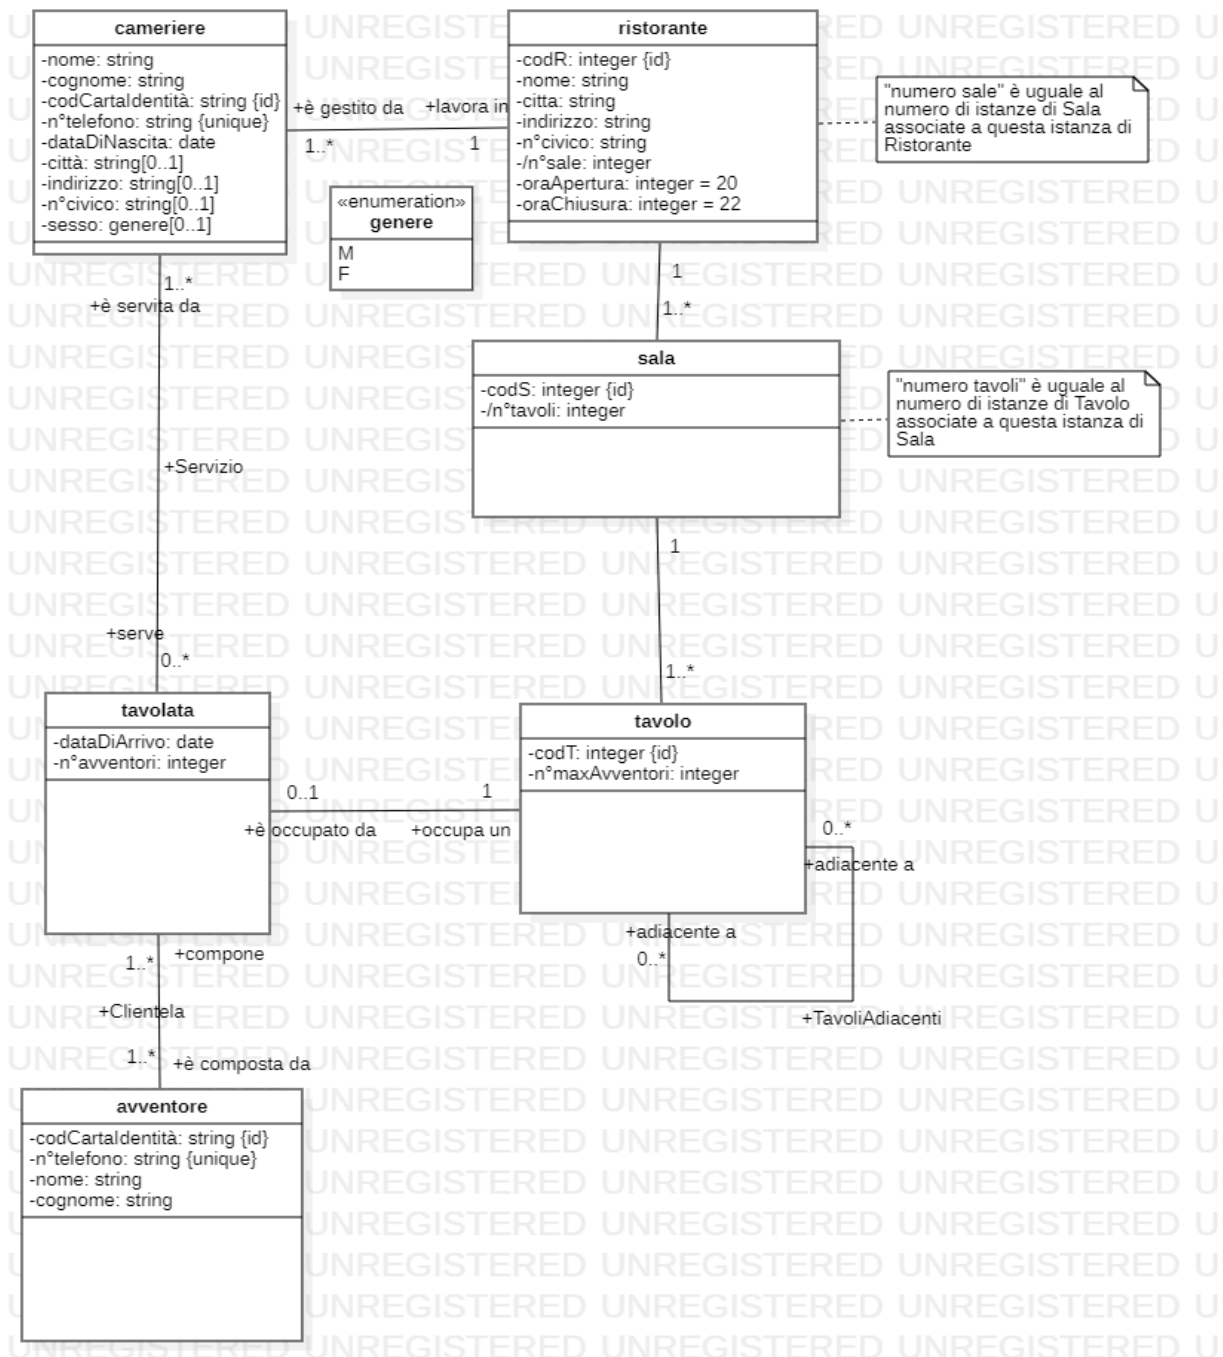 cameriere
-nome: string
-cognome: string
-codCartaIdentità: string {id}
-n°telefono: string {unique}
-dataDiNascita: date
-città: string[0..1]
-indirizzo: string[0..1]
-n°civico: string[0..1]
-sesso: genere[0..1]
+è gestito da
+lavora in
1..*
1
ristorante
-codR: integer {id}
-nome: string
-citta: string
-indirizzo: string
-n°civico: string
-/n°sale: integer
-oraApertura: integer = 20
-oraChiusura: integer = 22
"numero sale" è uguale al
numero di istanze di Sala
associate a questa istanza di
Ristorante
«enumeration»
genere
M
F
1
1..*
1..*
+è servita da
sala
-codS: integer {id}
-/n°tavoli: integer
"numero tavoli" è uguale al
numero di istanze di Tavolo
associate a questa istanza di
Sala
+Servizio
1
+serve
0..*
1..*
tavolata
-dataDiArrivo: date
-n°avventori: integer
0..1
1
+è occupato da
+occupa un
tavolo
-codT: integer {id}
-n°maxAvventori: integer
0..*
+adiacente a
+adiacente a
0..*
+TavoliAdiacenti
1..*
+compone
+Clientela
1..*
+è composta da
avventore
-codCartaIdentità: string {id}
-n°telefono: string {unique}
-nome: string
-cognome: string
UNREGISTERED